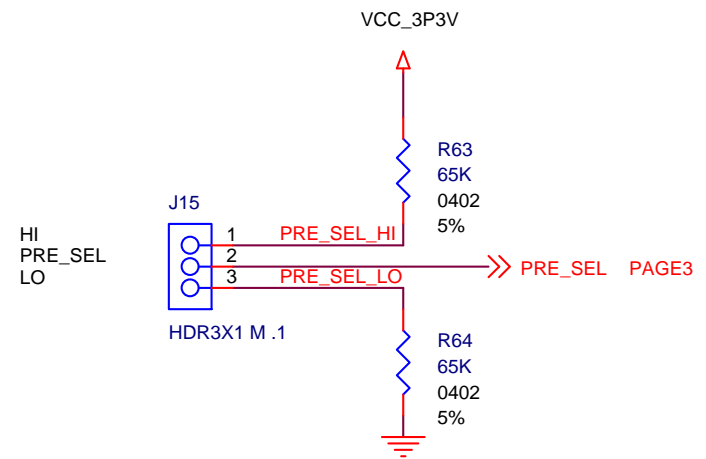 VCC_3P3V
R63
65K
0402
5%
J15
HI
PRE_SEL
LO
1
2
3
PRE_SEL_HI
PRE_SEL_LO
PRE_SEL PAGE3
HDR3X1 M .1
R64
65K
0402
5%